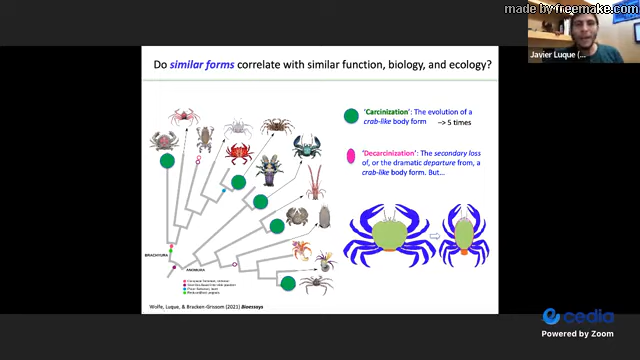 made by freemake.com
Javier Luque (...
Do similar forms correlate with similar function, biology, and ecology?
'Carcinization': The evolution of a
crab-like body form –> 5 times
'Decarcinization': The secondary loss
of, or the dramatic departure from, a
crab-like body form. But...
BRACHYURA
ANOMURA
Wolfe, Luque, & Bracken-Grissom (2021) Bioessays
cedia
Powered by Zoom